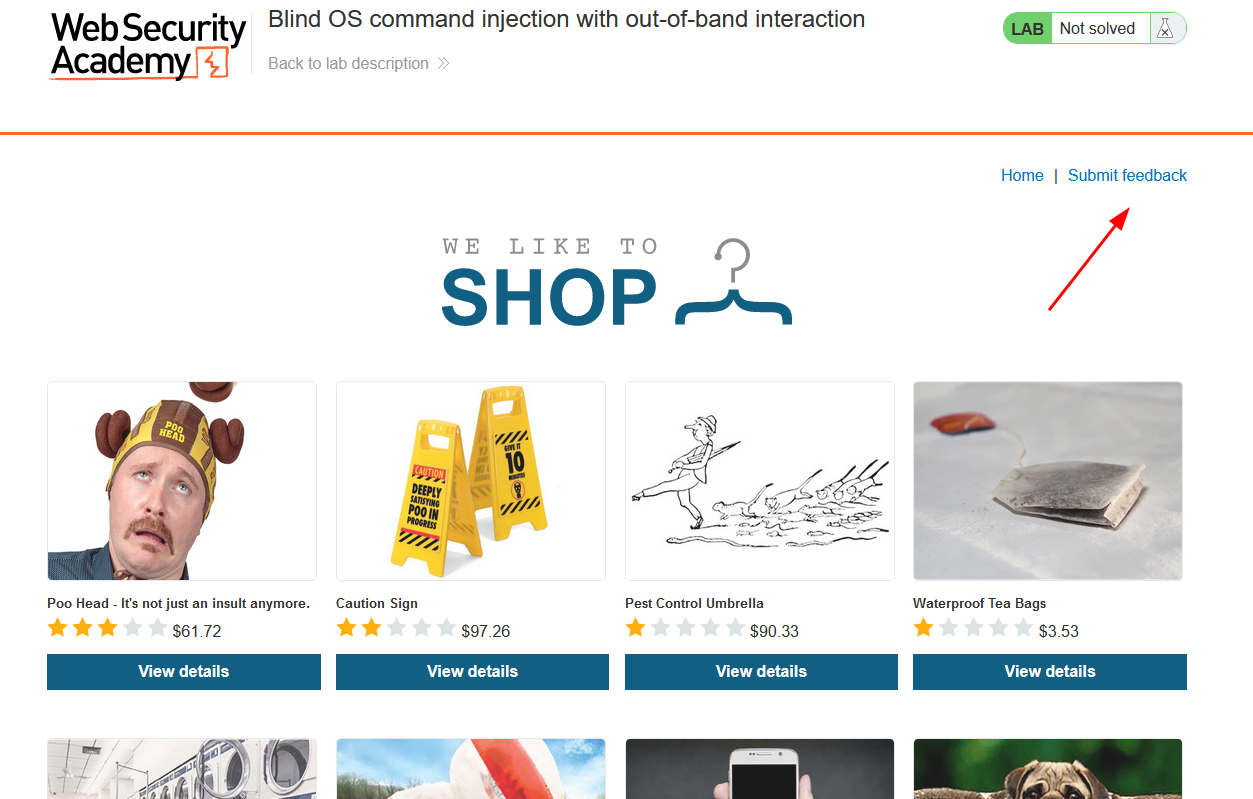 Web Security
Academy
Blind OS command injection with out-of-band interaction
Back to lab description
LAB Not solved
Home | Submit feedback
WE LIKE TO
SHOP
POO
HEAD
CAUTION
DEEPLY
SATISFYING
POO IN
PROGRESS
GIVE IT
10
MINUTES
Poo Head - It's not just an insult anymore.
$61.72
View details
Caution Sign
$97.26
View details
Pest Control Umbrella
$90.33
View details
Waterproof Tea Bags
$3.53
View details